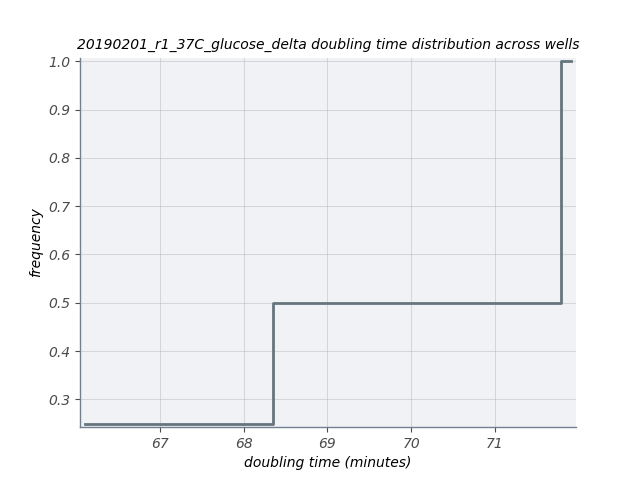 20190201_r1_37C_glucose_delta doubling time distribution across wells
1.0
0.9
0.8
0.7
0.6
0.5
0.4
0.3
frequency
67 68 69 70 71
doubling time (minutes)